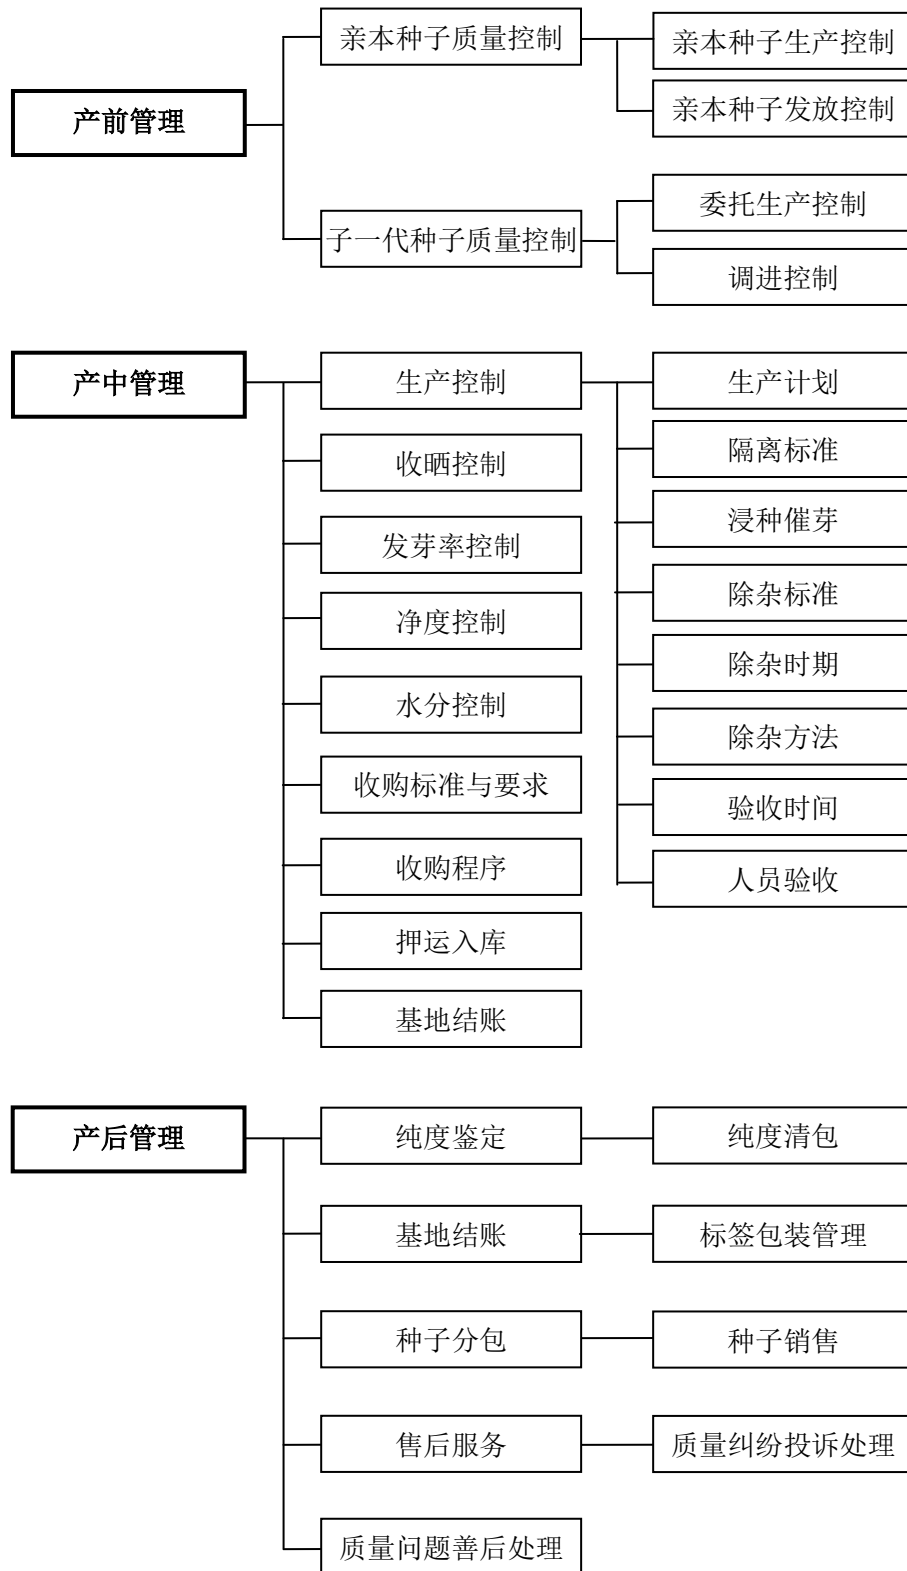 产前管理
亲本种子质量控制
亲本种子生产控制
亲本种子发放控制
子一代种子质量控制
委托生产控制
调进控制
产中管理
生产控制
生产计划
隔离标准
浸种催芽
除杂标准
除杂时期
除杂方法
验收时间
人员验收
收晒控制
发芽率控制
净度控制
水分控制
收购标准与要求
收购程序
押运入库
基地结账
产后管理
纯度鉴定
纯度清包
基地结账
标签包装管理
种子分包
种子销售
售后服务
质量纠纷投诉处理
质量问题善后处理